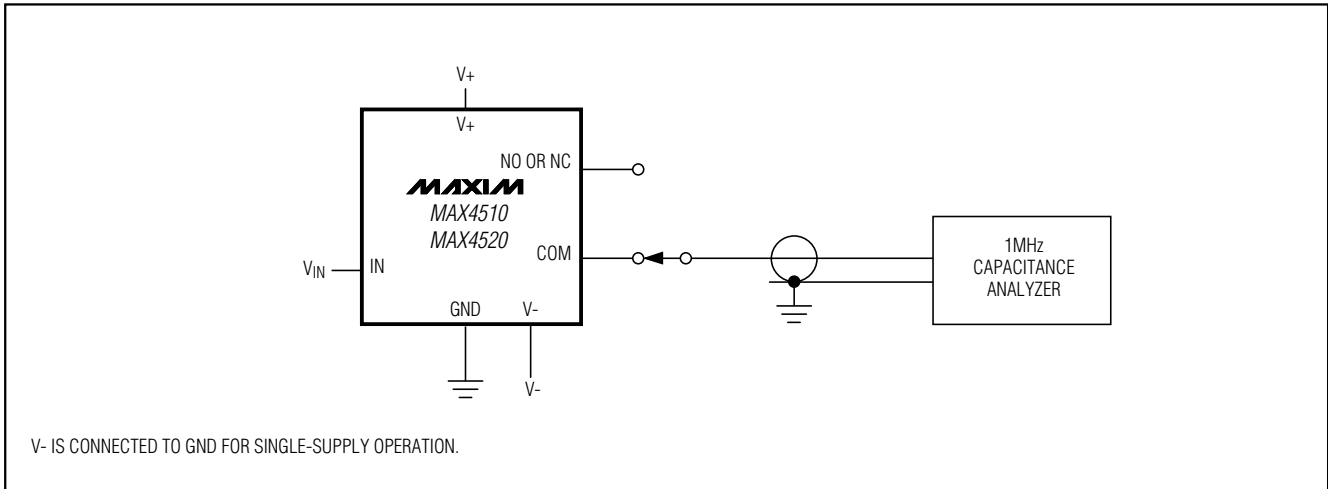 V+
V+
NO OR NC
MAXIM
MAX4510
MAX4520
COM
VIN
IN
GND
V-
V-
1MHz
CAPACITANCE
ANALYZER
V- IS CONNECTED TO GND FOR SINGLE-SUPPLY OPERATION.